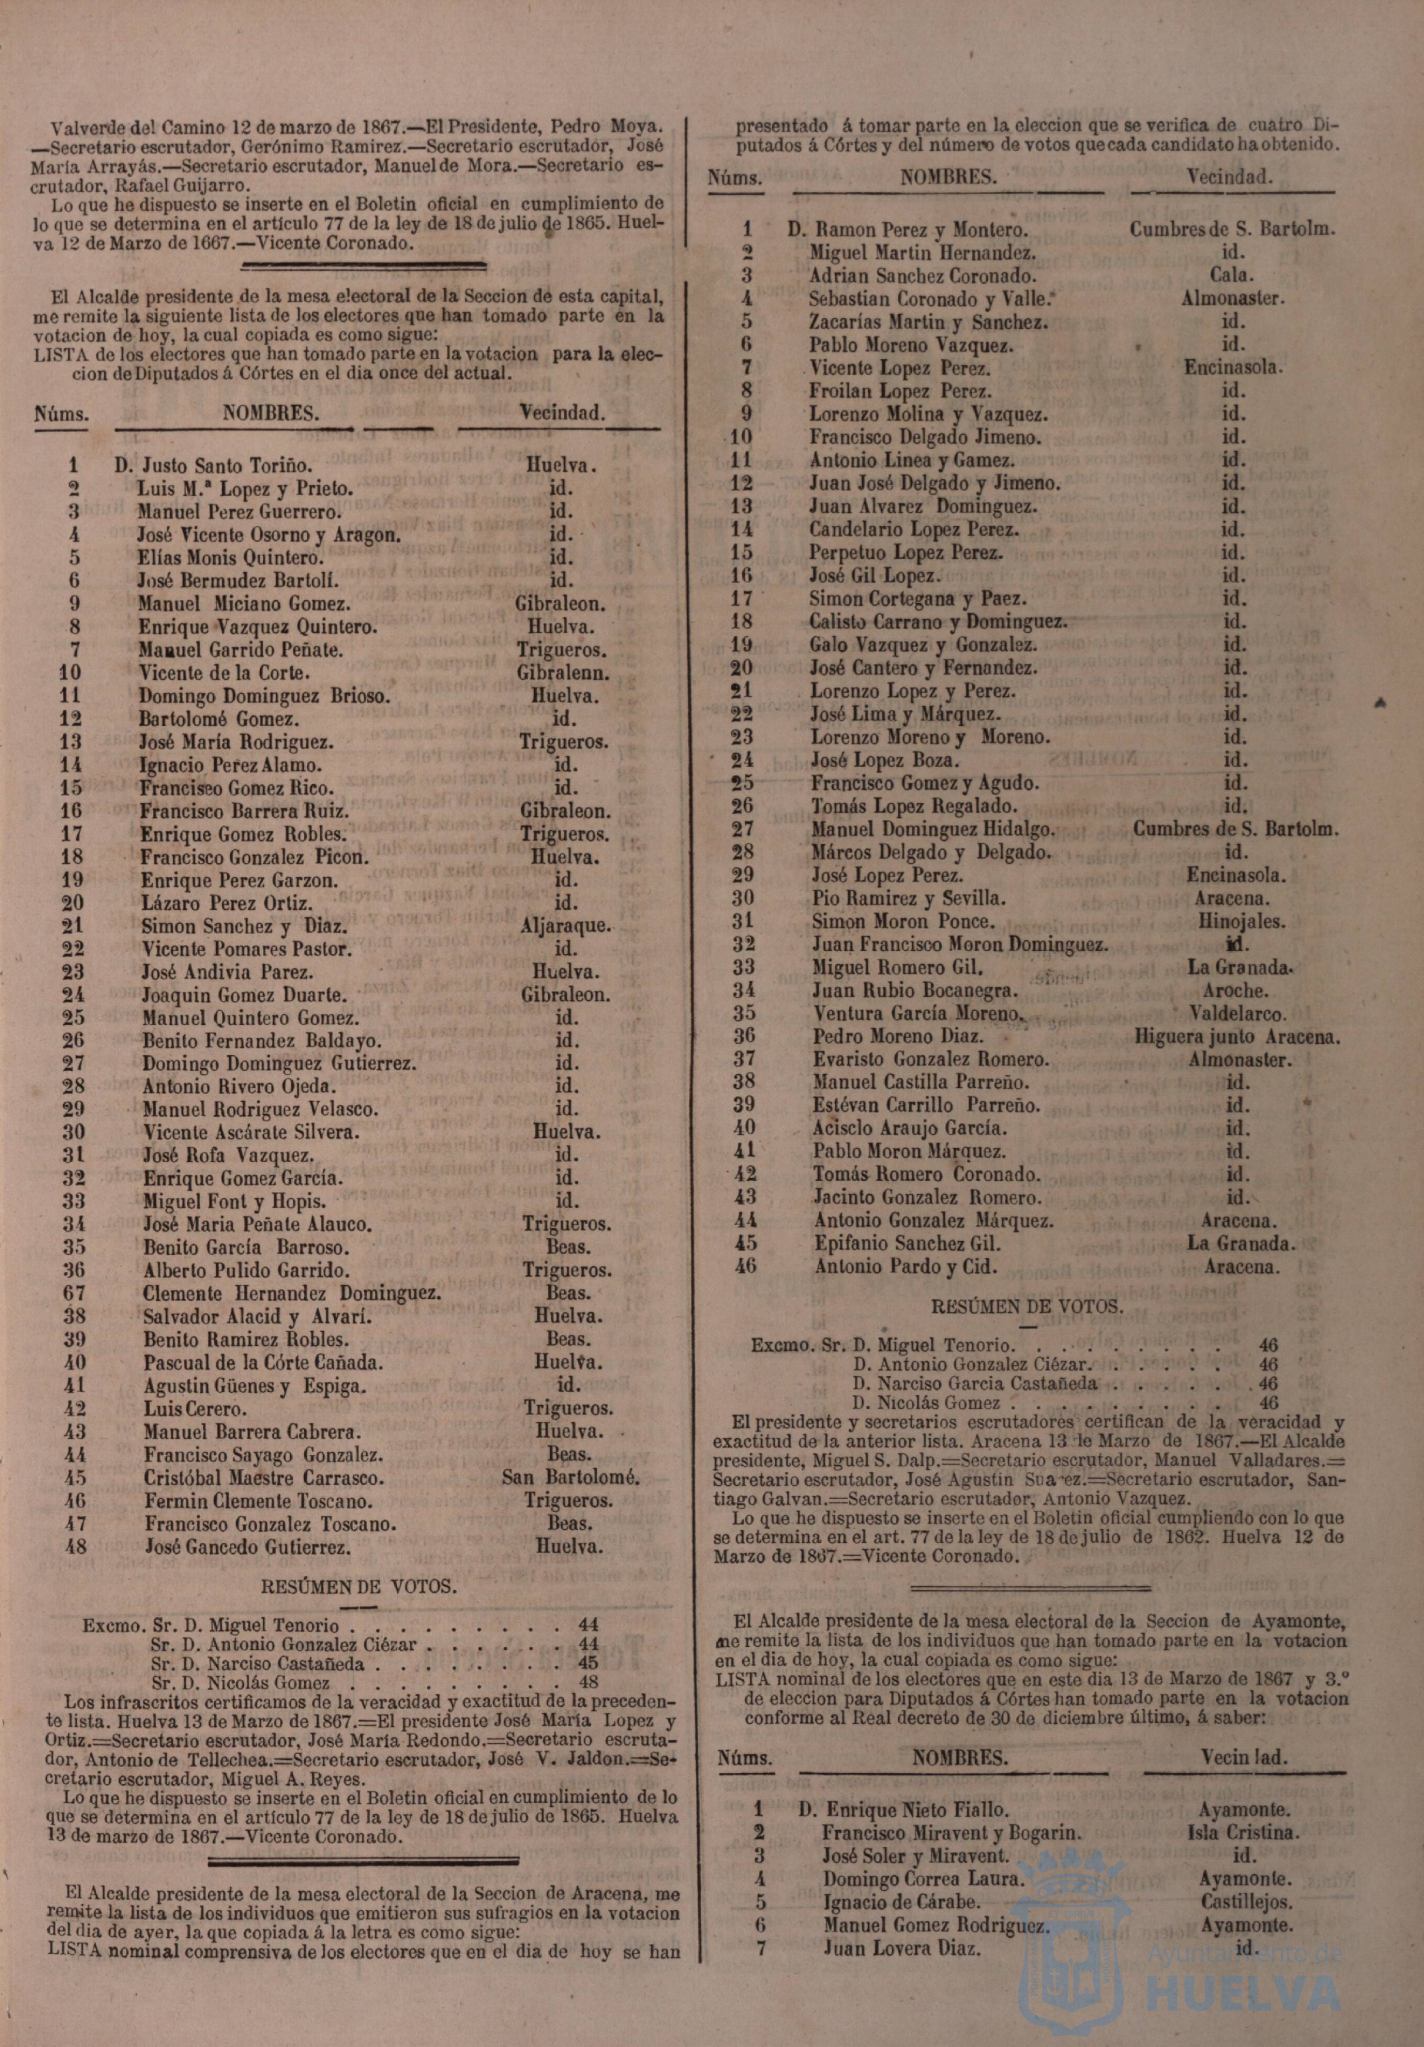 Valverde del Camino 12 de marzo de 1867.—El Presidente, Pedro Moya.
—Secretario escrutador, Gerónimo Ramirez.—Secretario escrutador, José
María Arrayás.—Secretario escrutador, Manuel de Mora.—Secretario es-
crutador, Rafael Guijarro.
Lo que he dispuesto se inserte en el Boletin oficial en cumplimiento de
lo que se determina en el artículo 77 de la ley de 18 de julio de 1865. Huel-
va 12 de Marzo de 1667.—Vicente Coronado.
El Alcalde presidente de la mesa electoral de la Seccion de esta capital,
me remite la siguiente lista de los electores que han tomado parte en la
votacion de hoy, la cual copiada es como sigue:
LISTA de los electores que han tomado parte en la votacion para la elec-
cion de Diputados á Córtes en el dia once del actual.
Núms. NOMBRES. Vecindad.
1 D. Justo Santo Toriño. Huelva.
2 Luis M.ª Lopez y Prieto. id.
3 Manuel Perez Guerrero. id.
4 José Vicente Osorno y Aragon. id.
5 Elías Monis Quintero. id.
6 José Bermudez Bartolí. id.
9 Manuel Miciano Gomez. Gibraleon.
8 Enrique Vazquez Quintero. Huelva.
7 Manuel Garrido Peñate. Trigueros.
10 Vicente de la Corte. Gibralenn.
11 Domingo Dominguez Brioso. Huelva.
12 Bartolomé Gomez. id.
13 José María Rodriguez. Trigueros.
14 Ignacio Perez Alamo. id.
15 Francisco Gomez Rico. id.
16 Francisco Barrera Ruiz. Gibraleon.
17 Enrique Gomez Robles. Trigueros.
18 Francisco Gonzalez Picon. Huelva.
19 Enrique Perez Garzon. id.
20 Lázaro Perez Ortiz. id.
21 Simon Sanchez y Diaz. Aljaraque.
22 Vicente Pomares Pastor. id.
23 José Andivia Parez. Huelva.
24 Joaquin Gomez Duarte. Gibraleon.
25 Manuel Quintero Gomez. id.
26 Benito Fernandez Baldayo. id.
27 Domingo Dominguez Gutierrez. id.
28 Antonio Rivero Ojeda. id.
29 Manuel Rodriguez Velasco. id.
30 Vicente Ascárate Silvera. Huelva.
31 José Rofa Vazquez. id.
32 Enrique Gomez García. id.
33 Miguel Font y Hopis. id.
34 José Maria Peñate Alauco. Trigueros.
35 Benito García Barroso. Beas.
36 Alberto Pulido Garrido. Trigueros.
67 Clemente Hernandez Dominguez. Beas.
38 Salvador Alacid y Alvarí. Huelva.
39 Benito Ramirez Robles. Beas.
40 Pascual de la Córte Cañada. Huelva.
41 Agustin Güenes y Espiga. id.
42 Luis Cerero. Trigueros.
43 Manuel Barrera Cabrera. Huelva.
44 Francisco Sayago Gonzalez. Beas.
45 Cristóbal Maestre Carrasco. San Bartolomé.
46 Fermin Clemente Toscano. Trigueros.
47 Francisco Gonzalez Toscano. Beas.
48 José Gancedo Gutierrez. Huelva.
RESÚMEN DE VOTOS.
Excmo. Sr. D. Miguel Tenorio . . . . . . . . . 44
Sr. D. Antonio Gonzalez Ciézar . . . . . . 44
Sr. D. Narciso Castañeda . . . . . . . . 45
Sr. D. Nicolás Gomez . . . . . . . . . 48
Los infrascritos certificamos de la veracidad y exactitud de la preceden-
te lista. Huelva 13 de Marzo de 1867.=El presidente José María Lopez y
Ortiz.=Secretario escrutador, José María Redondo.=Secretario escruta-
dor, Antonio de Tellechea.=Secretario escrutador, José V. Jaldon.=Se-
cretario escrutador, Miguel A. Reyes.
Lo que he dispuesto se inserte en el Boletin oficial en cumplimiento de lo
que se determina en el artículo 77 de la ley de 18 de julio de 1865. Huelva
13 de marzo de 1867.—Vicente Coronado.
El Alcalde presidente de la mesa electoral de la Seccion de Aracena, me
remite la lista de los individuos que emitieron sus sufragios en la votacion
del dia de ayer, la que copiada á la letra es como sigue:
LISTA nominal comprensiva de los electores que en el dia de hoy se han
presentado á tomar parte en la eleccion que se verifica de cuatro Di-
putados á Córtes y del número de votos que cada candidato ha obtenido.
Núms. NOMBRES. Vecindad.
1 D. Ramon Perez y Montero. Cumbres de S. Bartolm.
2 Miguel Martin Hernandez. id.
3 Adrian Sanchez Coronado. Cala.
4 Sebastian Coronado y Valle. Almonaster.
5 Zacarías Martin y Sanchez. id.
6 Pablo Moreno Vazquez. id.
7 Vicente Lopez Perez. Encinasola.
8 Froilan Lopez Perez. id.
9 Lorenzo Molina y Vazquez. id.
10 Francisco Delgado Jimeno. id.
11 Antonio Linea y Gamez. id.
12 Juan José Delgado y Jimeno. id.
13 Juan Alvarez Dominguez. id.
14 Candelario Lopez Perez. id.
15 Perpetuo Lopez Perez. id.
16 José Gil Lopez. id.
17 Simon Cortegana y Paez. id.
18 Calisto Carrano y Dominguez. id.
19 Galo Vazquez y Gonzalez. id.
20 José Cantero y Fernandez. id.
21 Lorenzo Lopez y Perez. id.
22 José Lima y Márquez. id.
23 Lorenzo Moreno y Moreno. id.
24 José Lopez Boza. id.
25 Francisco Gomez y Agudo. id.
26 Tomás Lopez Regalado. id.
27 Manuel Dominguez Hidalgo. Cumbres de S. Bartolm.
28 Márcos Delgado y Delgado. id.
29 José Lopez Perez. Encinasola.
30 Pio Ramirez y Sevilla. Aracena.
31 Simon Moron Ponce. Hinojales.
32 Juan Francisco Moron Dominguez. id.
33 Miguel Romero Gil. La Granada.
34 Juan Rubio Bocanegra. Aroche.
35 Ventura García Moreno. Valdelarco.
36 Pedro Moreno Diaz. Higuera junto Aracena.
37 Evaristo Gonzalez Romero. Almonaster.
38 Manuel Castilla Parreño. id.
39 Estévan Carrillo Parreño. id.
40 Acisclo Araujo García. id.
41 Pablo Moron Márquez. id.
42 Tomás Romero Coronado. id.
43 Jacinto Gonzalez Romero. id.
44 Antonio Gonzalez Márquez. Aracena.
45 Epifanio Sanchez Gil. La Granada.
46 Antonio Pardo y Cid. Aracena.
RESÚMEN DE VOTOS.
Excmo. Sr. D. Miguel Tenorio. . . . . . . . . 46
D. Antonio Gonzalez Ciézar. . . . . . 46
D. Narciso Garcia Castañeda . . . . . . 46
D. Nicolás Gomez . . . . . . . . . 46
El presidente y secretarios escrutadores certifican de la veracidad y
exactitud de la anterior lista. Aracena 13 de Marzo de 1867.—El Alcalde
presidente, Miguel S. Dalp.=Secretario escrutador, Manuel Valladares.=
Secretario escrutador, José Agustin Suarez.=Secretario escrutador, San-
tiago Galvan.=Secretario escrutador, Antonio Vazquez.
Lo que he dispuesto se inserte en el Boletin oficial cumpliendo con lo que
se determina en el art. 77 de la ley de 18 de julio de 1862. Huelva 12 de
Marzo de 1867.=Vicente Coronado.
El Alcalde presidente de la mesa electoral de la Seccion de Ayamonte,
me remite la lista de los individuos que han tomado parte en la votacion
en el dia de hoy, la cual copiada es como sigue:
LISTA nominal de los electores que en este dia 13 de Marzo de 1867 y 3.º
de eleccion para Diputados á Córtes han tomado parte en la votacion
conforme al Real decreto de 30 de diciembre último, á saber:
Núms. NOMBRES. Vecin lad.
1 D. Enrique Nieto Fiallo. Ayamonte.
2 Francisco Miravent y Bogarin. Isla Cristina.
3 José Soler y Miravent. id.
4 Domingo Correa Laura. Ayamonte.
5 Ignacio de Cárabe. Castillejos.
6 Manuel Gomez Rodriguez. Ayamonte.
7 Juan Lovera Diaz. id.
Ayuntamiento de
HUELVA